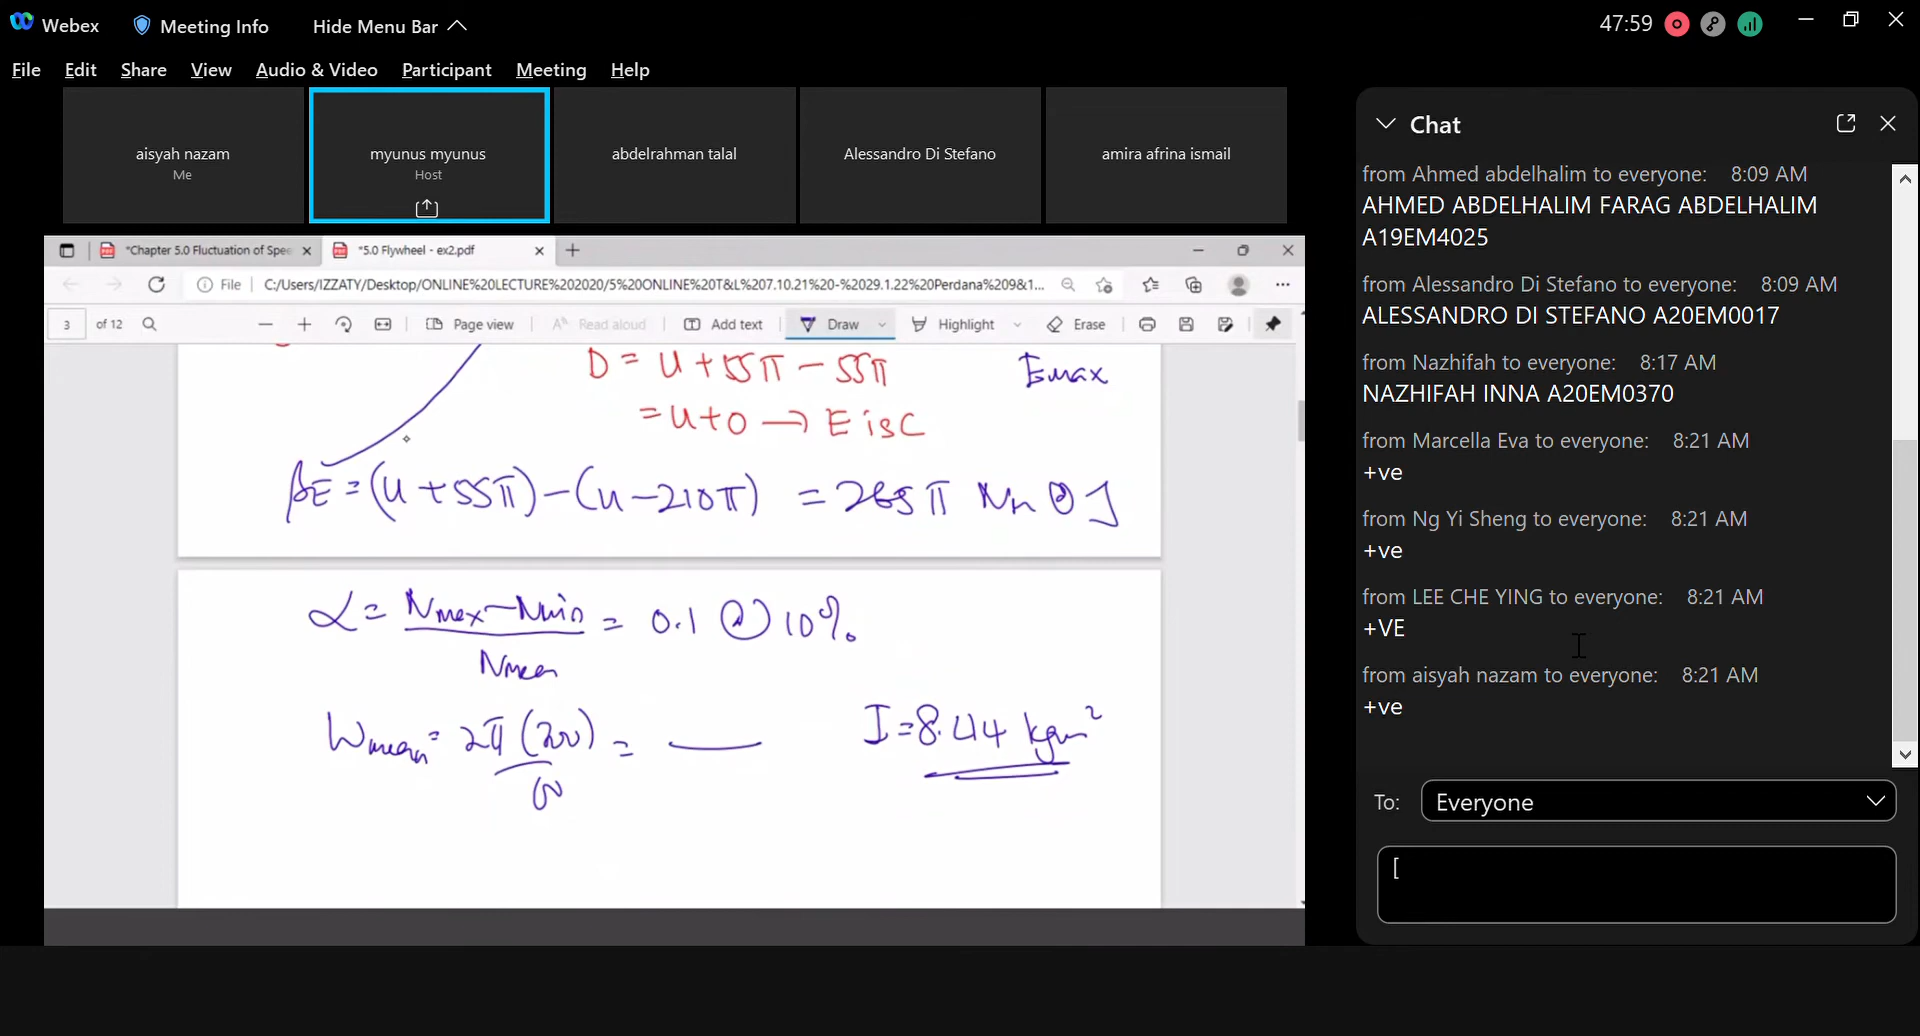 Webex Meeting Info Hide Menu Bar 47:59
File Edit Share View Audio & Video Participant Meeting Help
aisyah nazam
Me
myunus myunus
Host
abdelrahman talal
Alessandro Di Stefano
amira afrina ismail
*Chapter 5.0 Fluctuation of Spee *5.0 Flywheel - ex2.pdf
File C:/Users/IZZATY/Desktop/ONLINE%20LECTURE%202020/5%20ONLINE%20T&L%207.10.21%20-%2029.1.22%20Perdana%209&1...
3 of 12 Page view Read aloud Add text Draw Highlight Erase
D = U + 55π - 55π
Emax
= U + 0 → E is C
βE = (U + 55π) - (U - 210π) = 265π Nm @ J
α = Nmax - Nmin = 0.1 @ 10%
Nmean
Wmean = 2π (200) =
60
I = 8.44 kgm²
Chat
from Ahmed abdelhalim to everyone: 8:09 AM
AHMED ABDELHALIM FARAG ABDELHALIM
A19EM4025
from Alessandro Di Stefano to everyone: 8:09 AM
ALESSANDRO DI STEFANO A20EM0017
from Nazhifah to everyone: 8:17 AM
NAZHIFAH INNA A20EM0370
from Marcella Eva to everyone: 8:21 AM
+ve
from Ng Yi Sheng to everyone: 8:21 AM
+ve
from LEE CHE YING to everyone: 8:21 AM
+VE
from aisyah nazam to everyone: 8:21 AM
+ve
To: Everyone
[